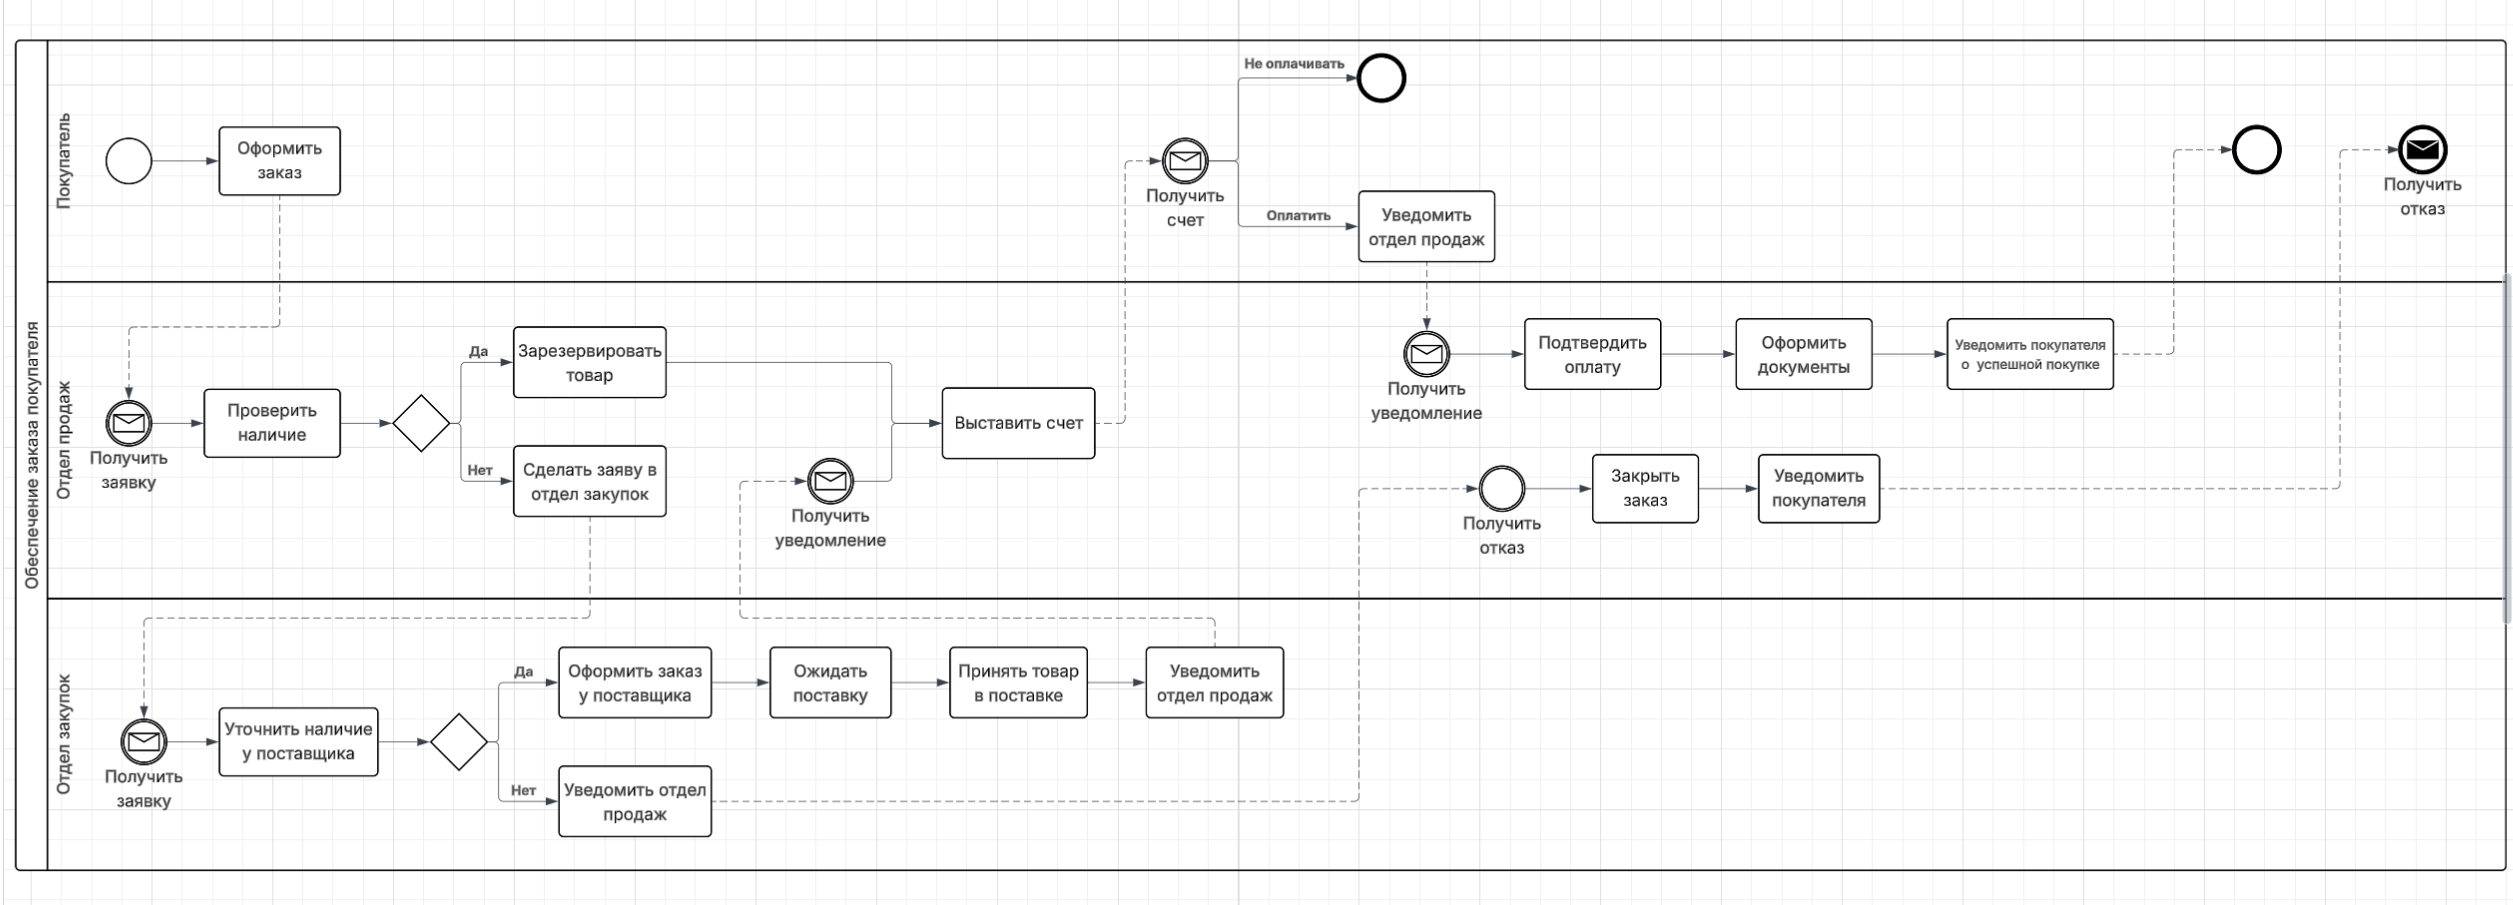 Обеспечение заказа покупателя
Покупатель
Оформить
заказ
Получить
счет
Не оплачивать
Оплатить
Уведомить
отдел продаж
Получить
отказ
Отдел продаж
Получить
заявку
Проверить
наличие
Да
Зарезервировать
товар
Нет
Сделать заяву в
отдел закупок
Получить
уведомление
Выставить счет
Получить
уведомление
Подтвердить
оплату
Оформить
документы
Уведомить покупателя
о успешной покупке
Получить
отказ
Закрыть
заказ
Уведомить
покупателя
Отдел закупок
Получить
заявку
Уточнить наличие
у поставщика
Да
Оформить заказ
у поставщика
Ожидать
поставку
Принять товар
в поставке
Уведомить
отдел продаж
Нет
Уведомить отдел
продаж